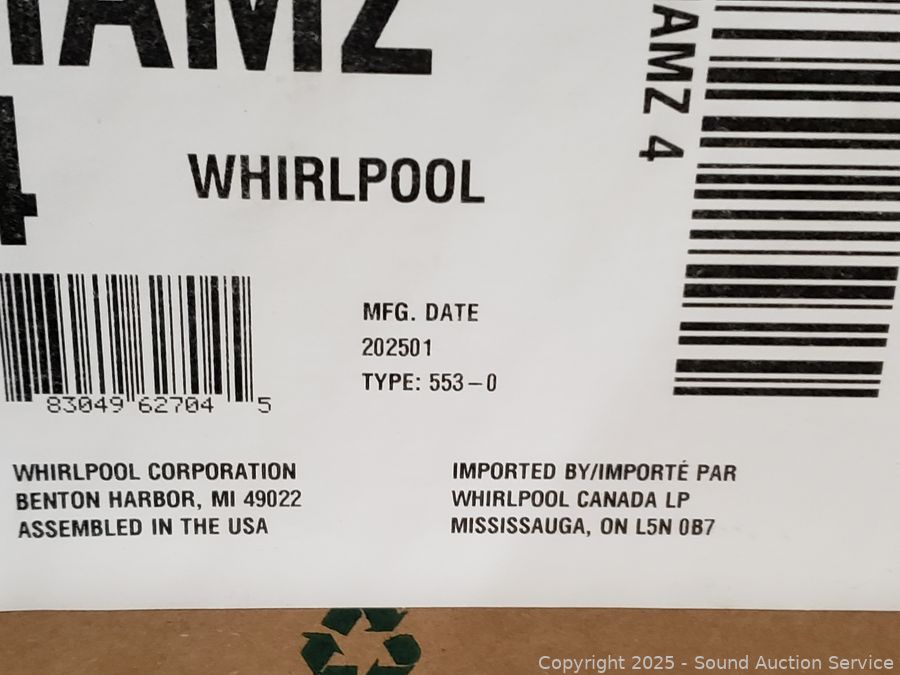 AMZ
4
AMZ 4
WHIRLPOOL
MFG. DATE
202501
TYPE: 553-0
83049 62704 5
WHIRLPOOL CORPORATION
BENTON HARBOR, MI 49022
ASSEMBLED IN THE USA
IMPORTED BY/IMPORTÉ PAR
WHIRLPOOL CANADA LP
MISSISSAUGA, ON L5N 0B7
Copyright 2025 - Sound Auction Service